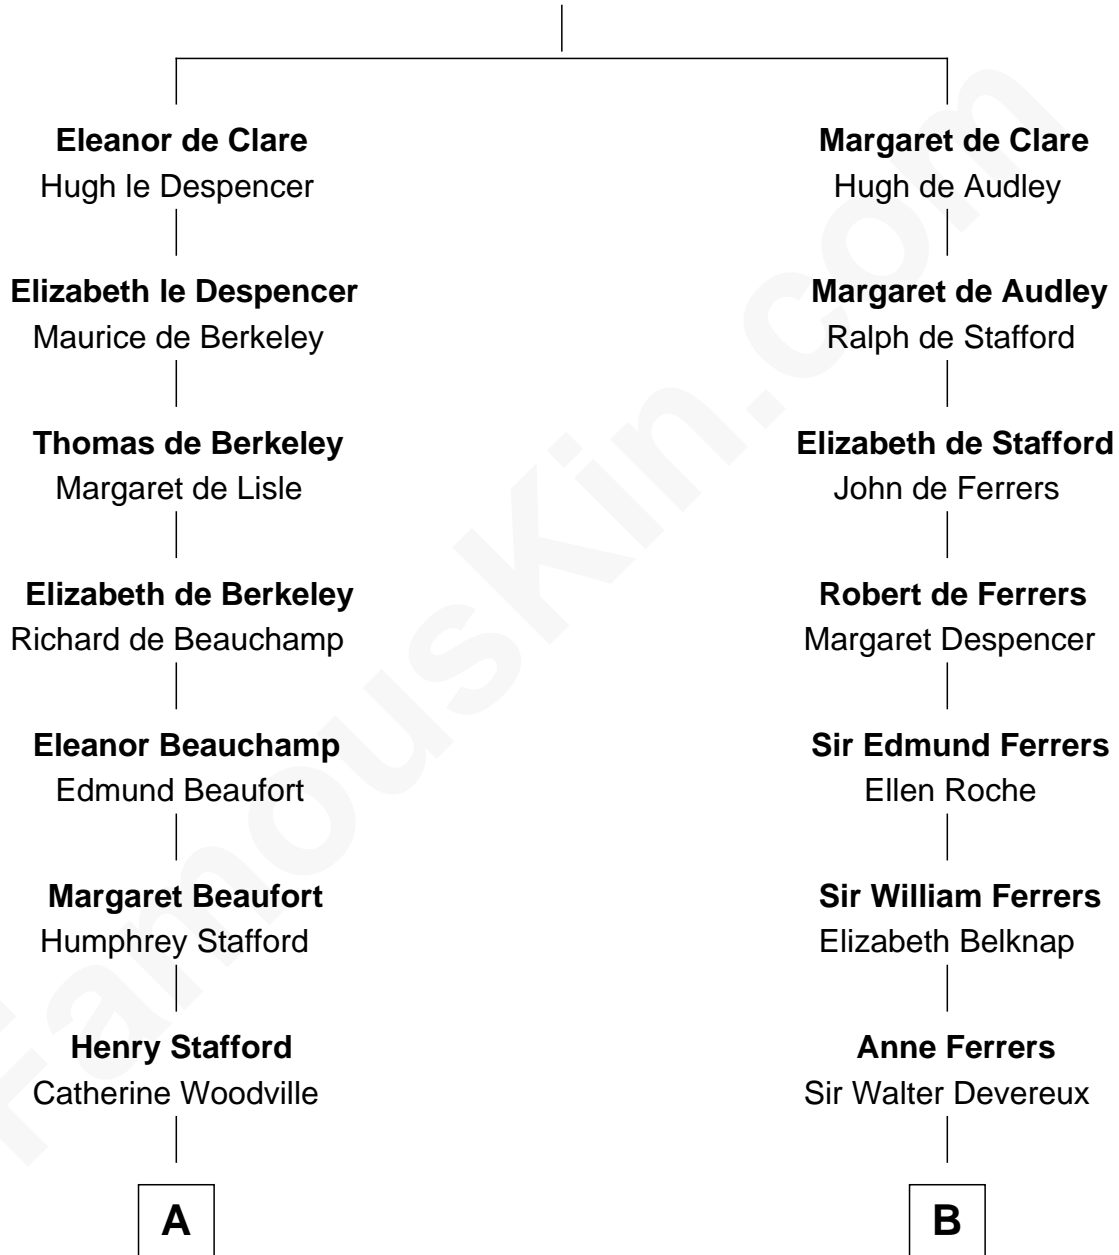 Eleanor de Clare
Hugh le Despencer
Elizabeth le Despencer
Maurice de Berkeley
Thomas de Berkeley
Margaret de Lisle
Elizabeth de Berkeley
Richard de Beauchamp
Eleanor Beauchamp
Edmund Beaufort
Margaret Beaufort
Humphrey Stafford
Henry Stafford
Catherine Woodville
A
Margaret de Clare
Hugh de Audley
Margaret de Audley
Ralph de Stafford
Elizabeth de Stafford
John de Ferrers
Robert de Ferrers
Margaret Despencer
Sir Edmund Ferrers
Ellen Roche
Sir William Ferrers
Elizabeth Belknap
Anne Ferrers
Sir Walter Devereux
B
FamousKin.com